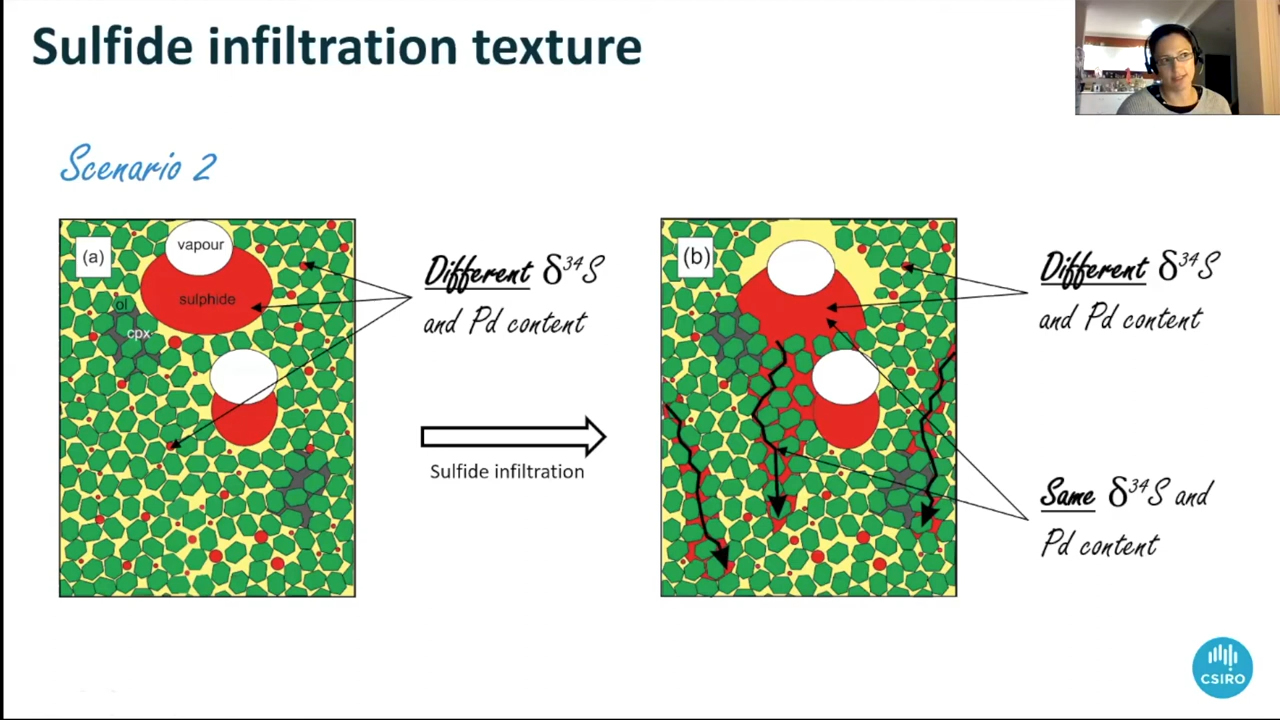 Sulfide infiltration texture
Scenario 2
(a)
vapour
sulphide
ol
cpx
Different δ³⁴S
and Pd content
Sulfide infiltration
(b)
Different δ³⁴S
and Pd content
Same δ³⁴S and
Pd content
CSIRO